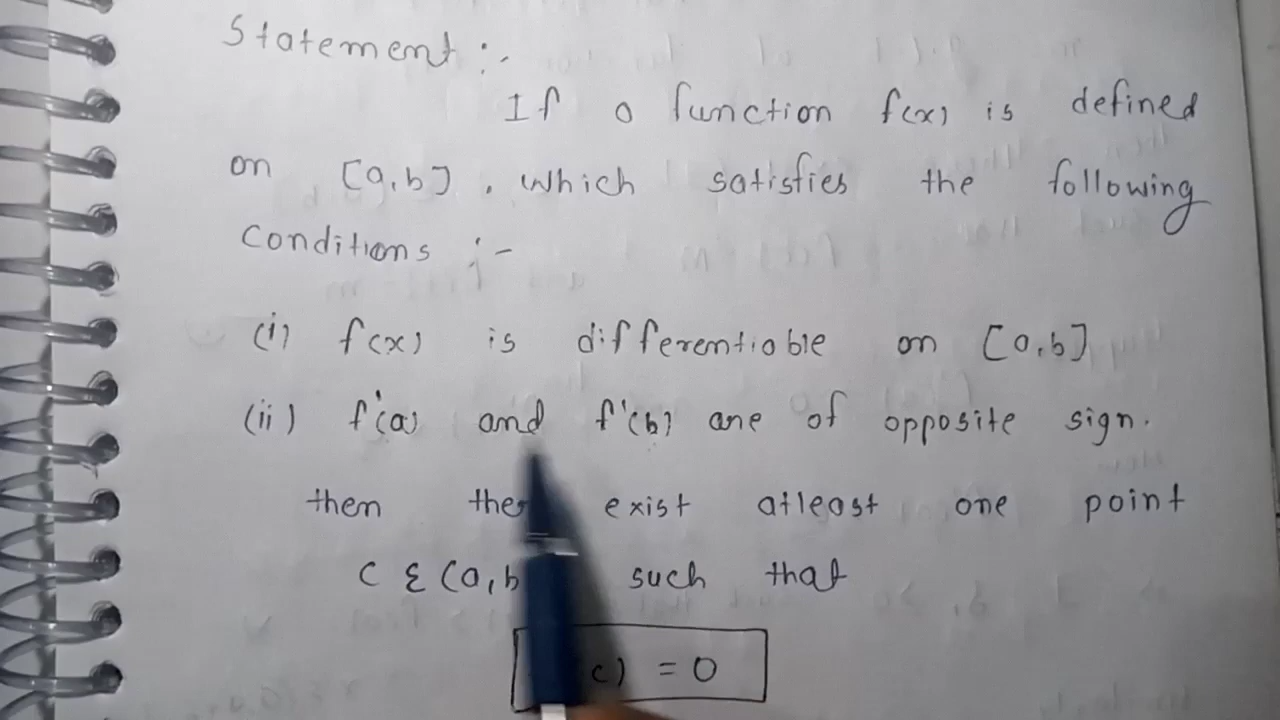 Statement :-
If a function f(x) is defined
on [a,b] , which satisfies the following
Conditions ;-
(i) f(x) is differentiable on [a,b]
(ii) f'(a) and f'(b) are of opposite sign.
then exist atleast one point
C ε (a,b such that
c) = 0